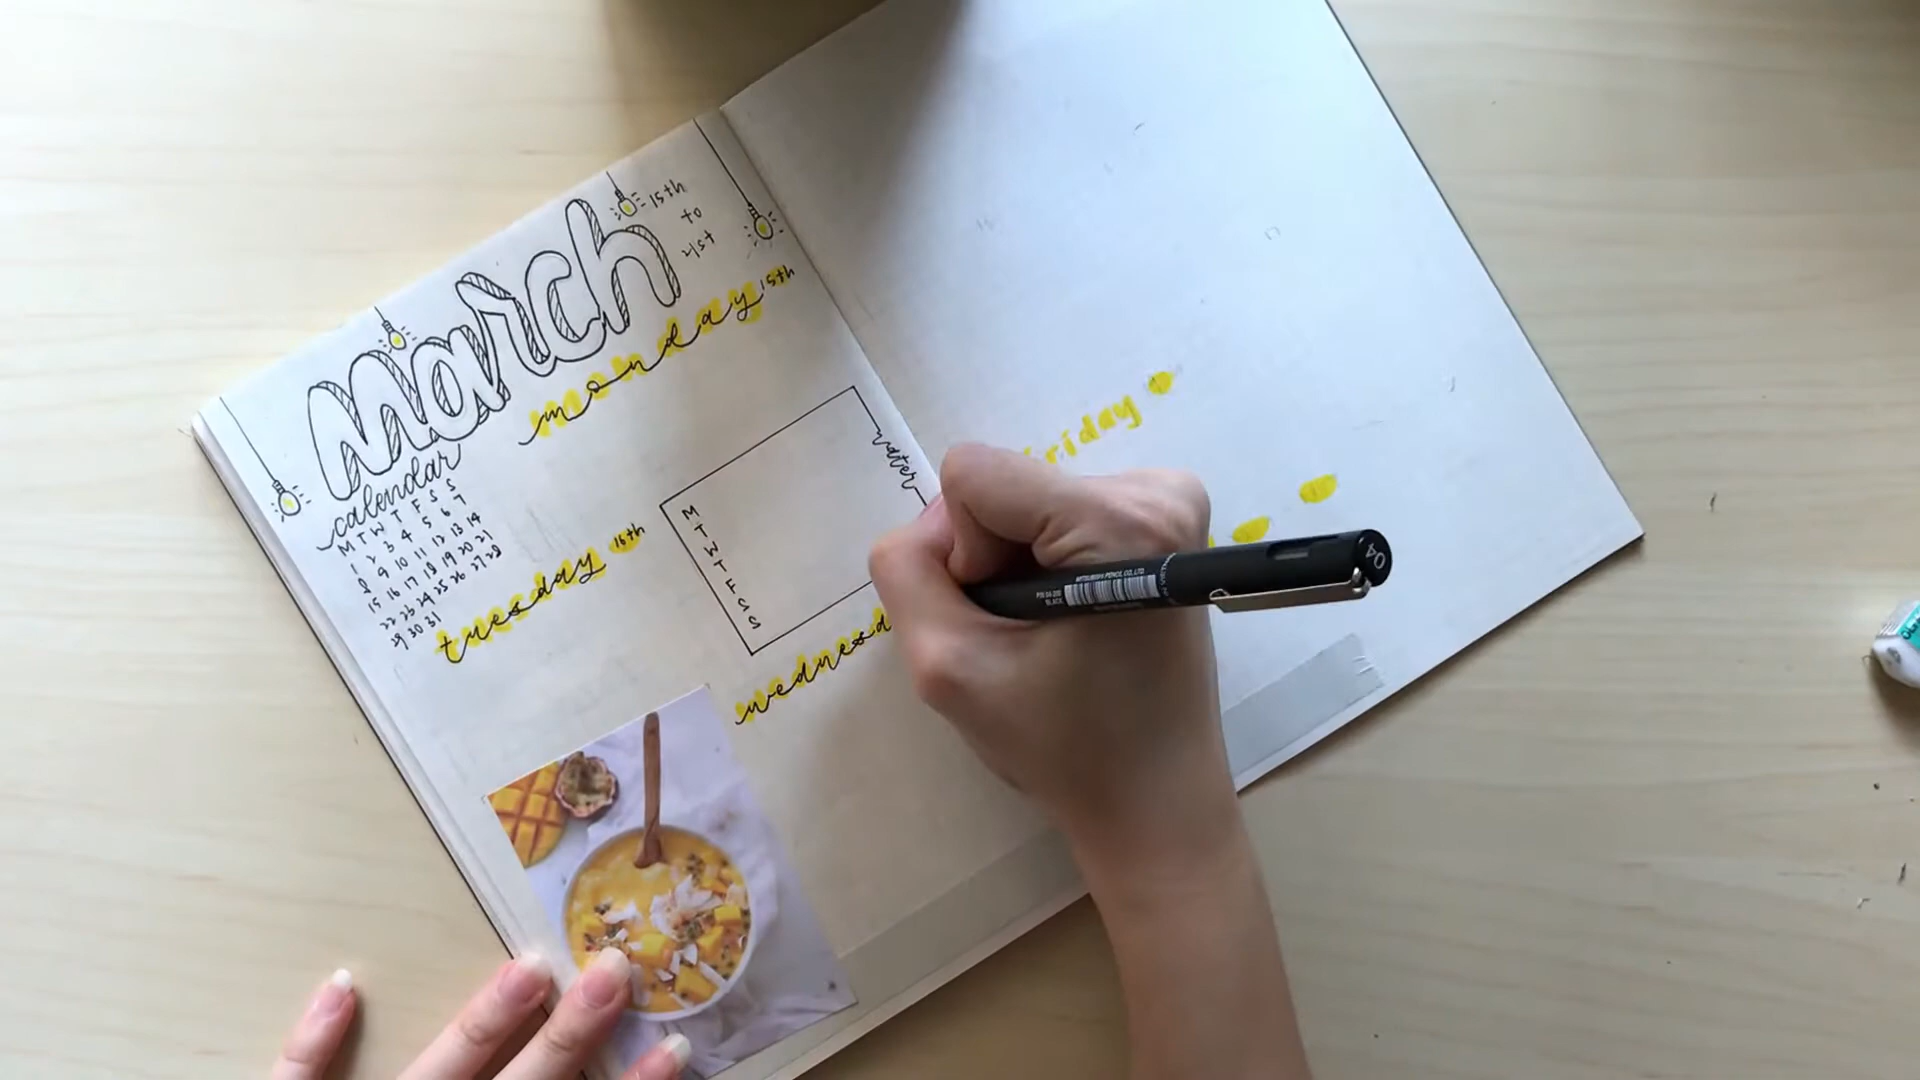 March
15th
to
21st
monday 15th
calendar
M T W T F S S
1 2 3 4 5 6 7
8 9 10 11 12 13 14
15 16 17 18 19 20 21
22 23 24 25 26 27 28
29 30 31
tuesday 16th
water
M
T
W
T
F
S
S
wednesd
friday
MITSUBISHI PENCIL CO., LTD.
BLACK
04